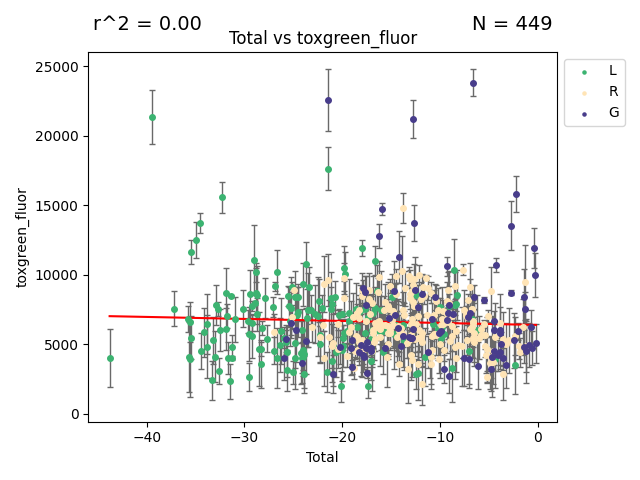 r^2 = 0.00
N = 449
Total vs toxgreen_fluor
25000
20000
15000
10000
5000
0
toxgreen_fluor
−40
−30
−20
−10
0
Total
L
R
G